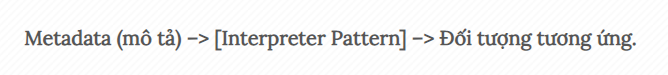 Metadata (mô tả) –> [Interpreter Pattern] –> Đối tượng tương ứng.